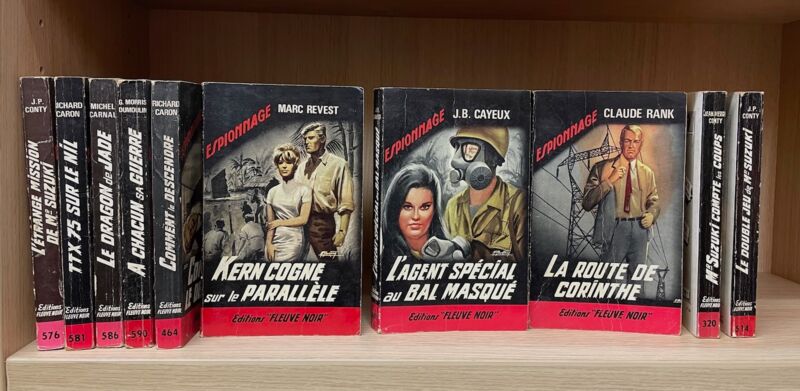 J.P.
CONTY
L'ÉTRANGE MISSION
DE Mr SUZUKI
Editions
FLEUVE NOIR
576
RICHARD
CARON
TTX 75 SUR LE NIL
Editions
FLEUVE NOIR
581
MICHEL
CARNAL
LE DRAGON de JADE
Editions
FLEUVE NOIR
586
G. MORRIS
DUMOULIN
A CHACUN SA GUERRE
Editions
FLEUVE NOIR
590
RICHARD
CARON
COMMENT le DESCENDRE
Editions
FLEUVE NOIR
464
MARC REVEST
ESPIONNAGE
KERN COGNE
sur le PARALLÈLE
Editions "FLEUVE NOIR"
J.B. CAYEUX
ESPIONNAGE
L'AGENT SPÉCIAL
au BAL MASQUÉ
Editions "FLEUVE NOIR"
CLAUDE RANK
ESPIONNAGE
LA ROUTE DE
CORINTHE
Editions "FLEUVE NOIR"
JEAN-PIERRE
CONTY
Mr SUZUKI COMPTE les COUPS
Editions
FLEUVE NOIR
320
J.P.
CONTY
LE DOUBLE JEU de Mr SUZUKI
Editions
FLEUVE NOIR
514